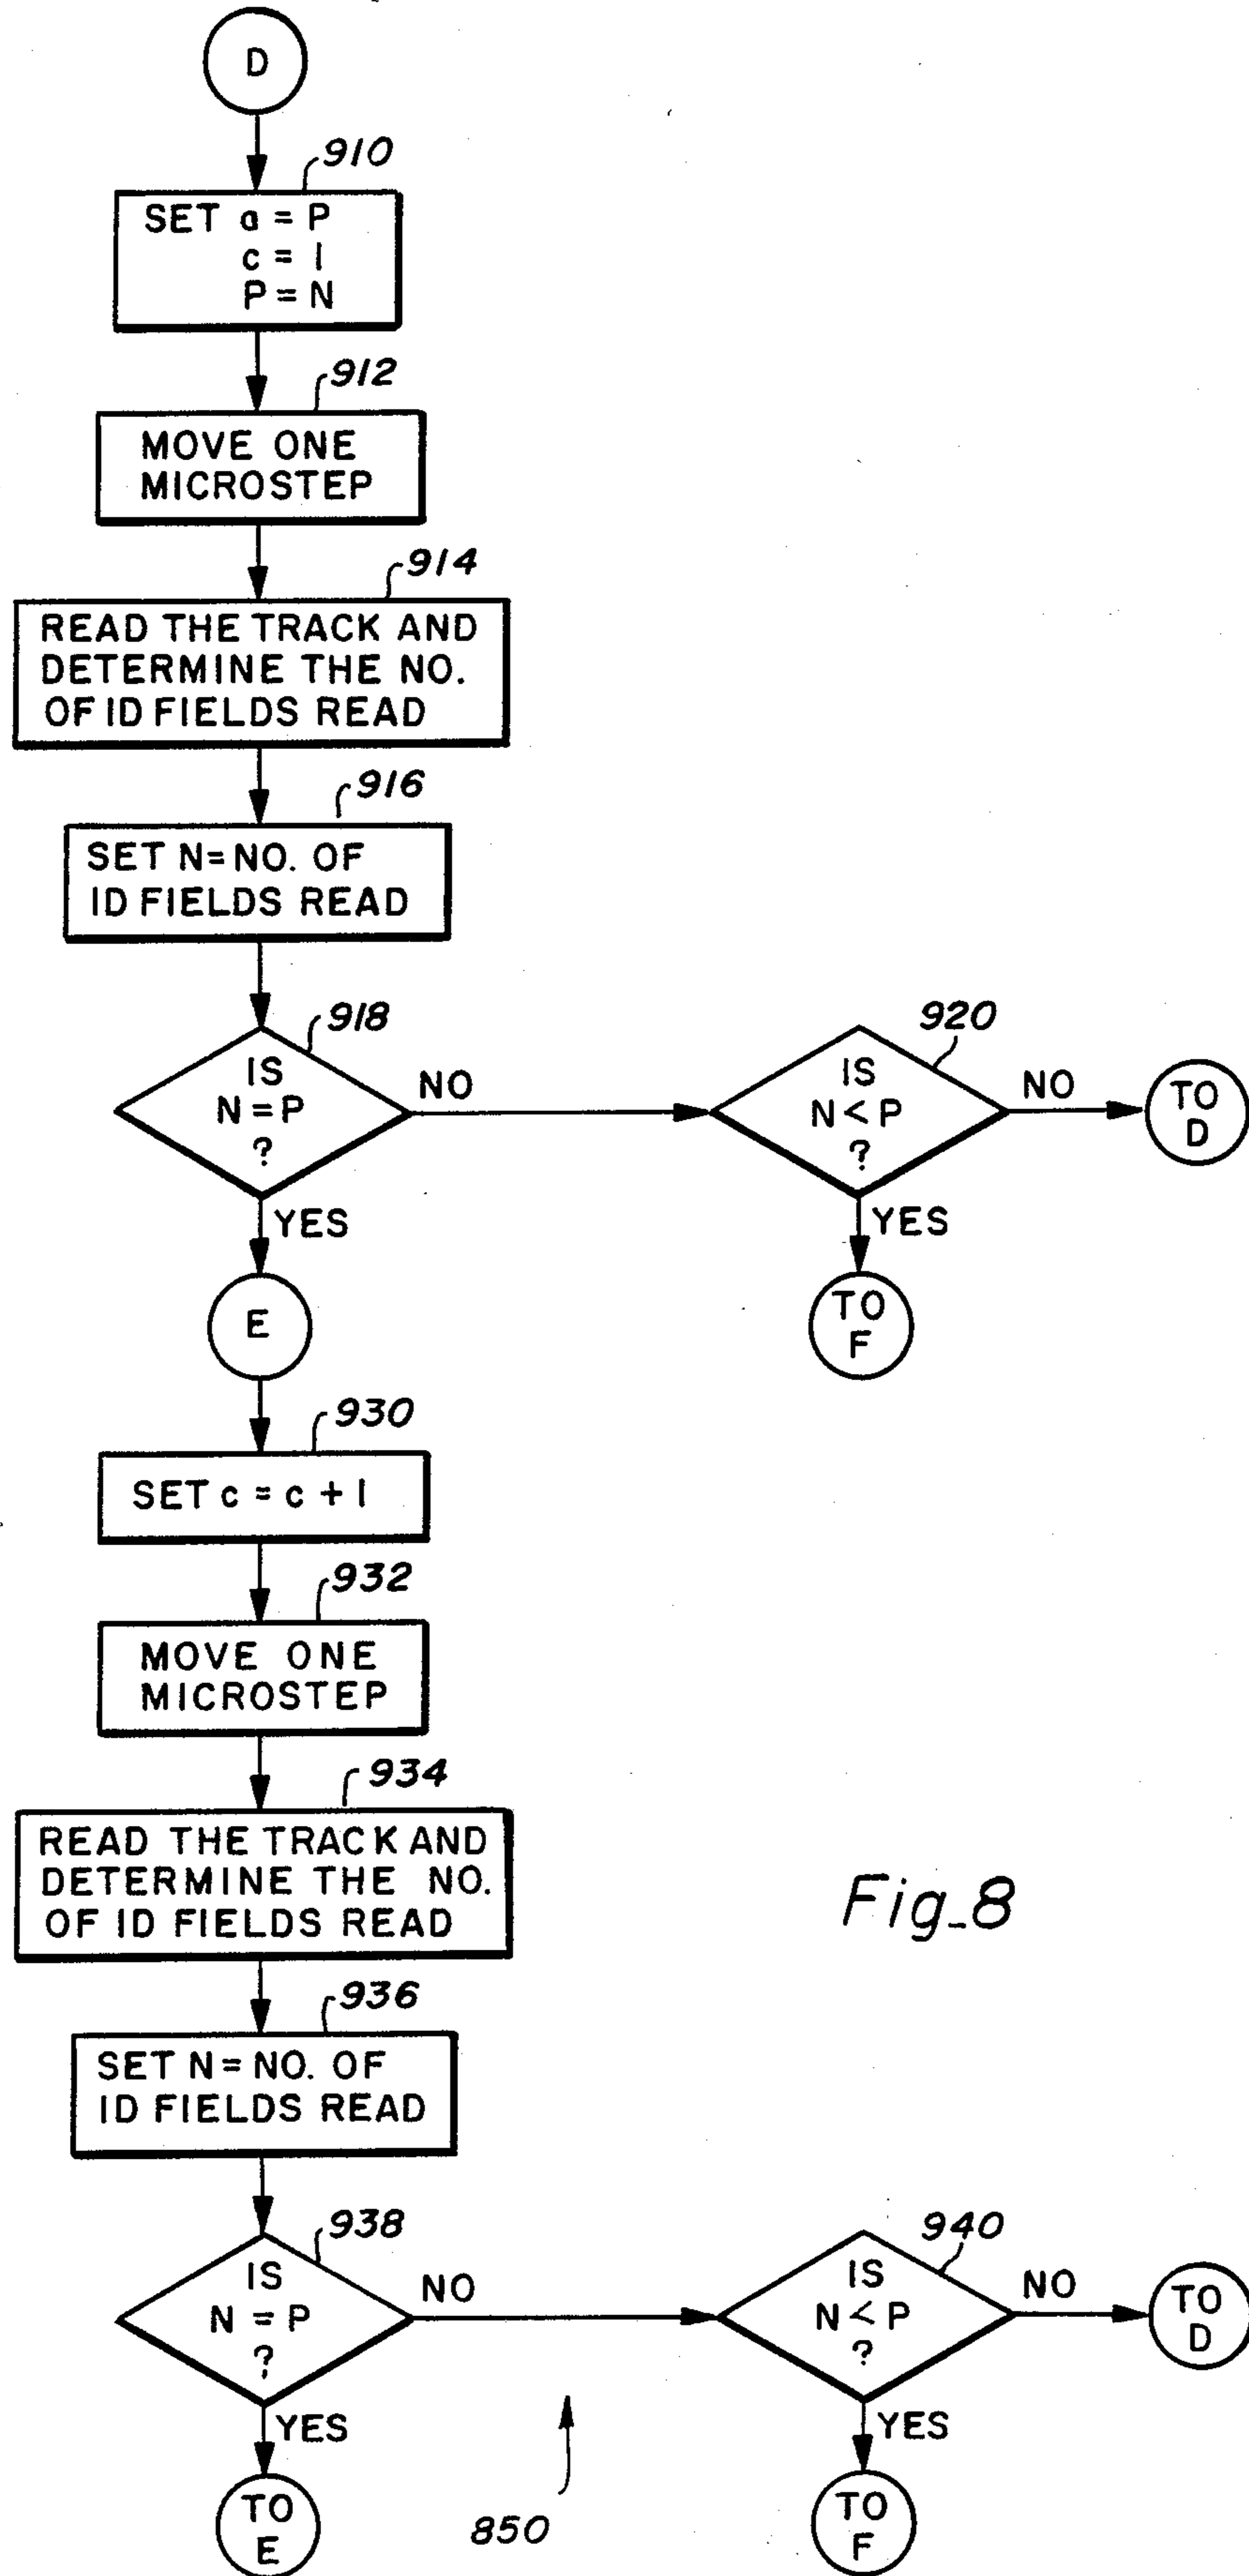 D
910
SET a = P
c = 1
P = N
912
MOVE ONE
MICROSTEP
914
READ THE TRACK AND
DETERMINE THE NO.
OF ID FIELDS READ
916
SET N = NO. OF
ID FIELDS READ
918
IS
N = P
?
NO
920
IS
N < P
?
NO
TO
D
YES
E
YES
TO
F
930
SET c = c + 1
932
MOVE ONE
MICROSTEP
934
READ THE TRACK AND
DETERMINE THE NO.
OF ID FIELDS READ
Fig_8
936
SET N = NO. OF
ID FIELDS READ
938
IS
N = P
?
NO
940
IS
N < P
?
NO
TO
D
YES
TO
E
850
YES
TO
F